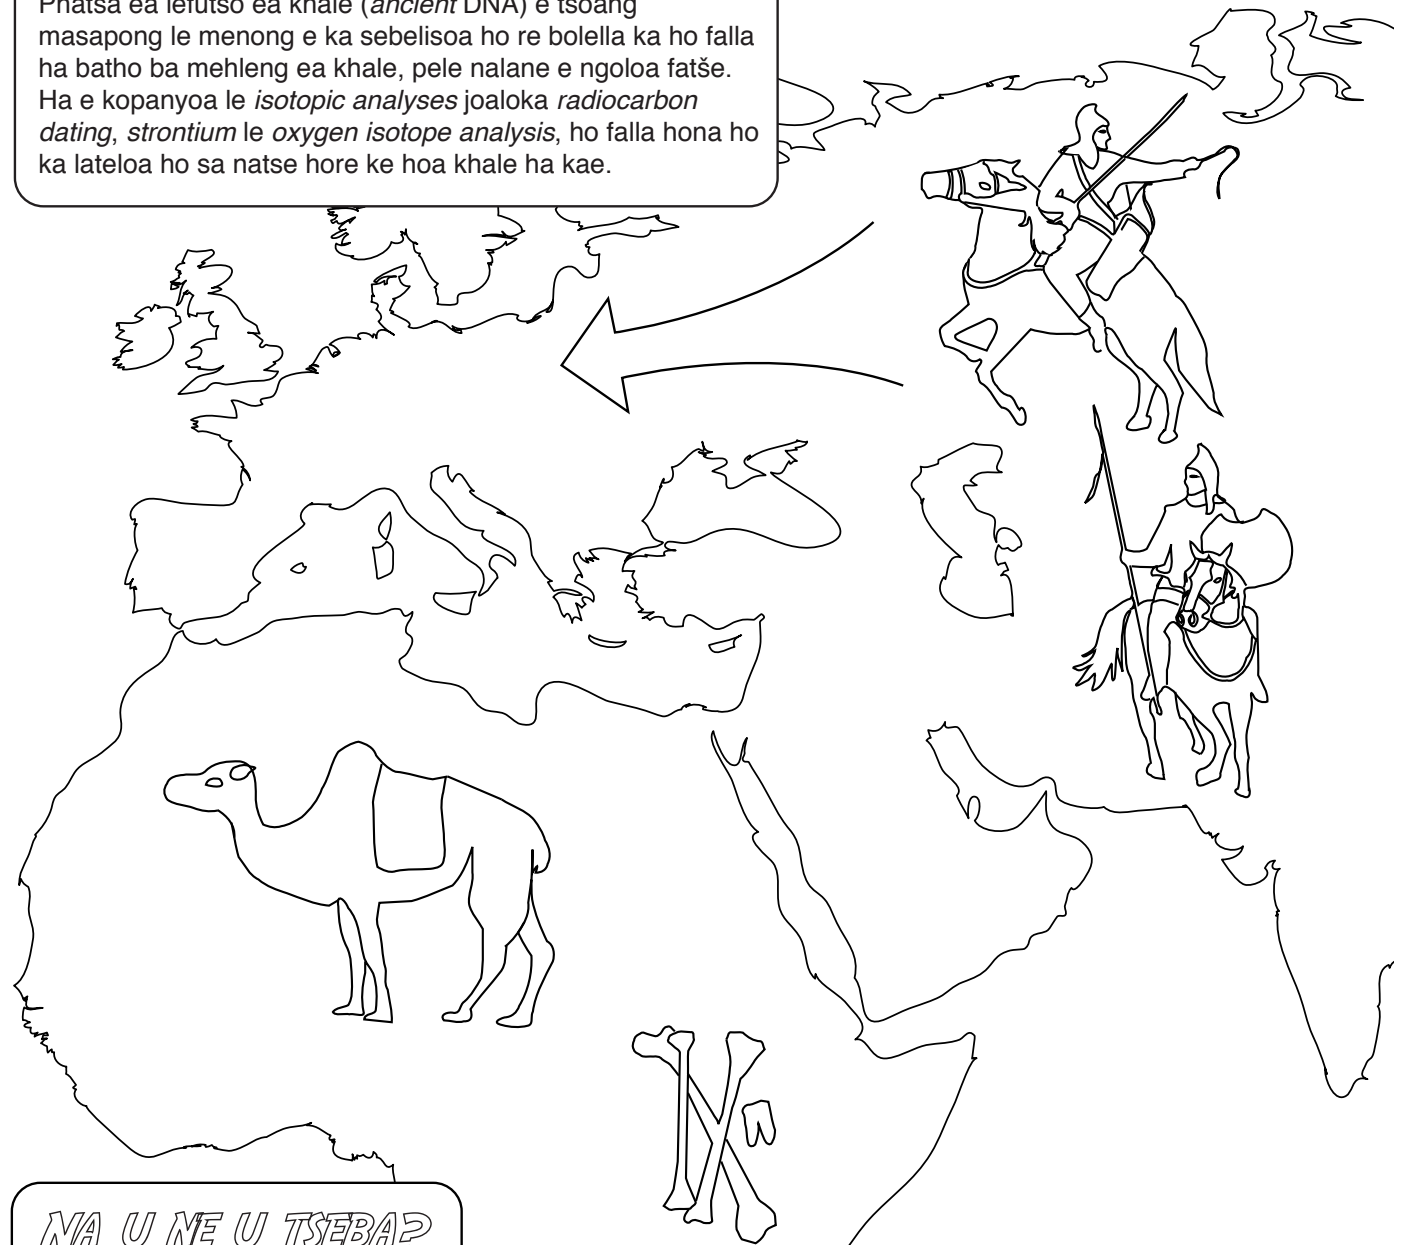 Phatsa ea lefutso ea khale (ancient DNA) e tsoang
masapong le menong e ka sebelisoa ho re bolella ka ho falla
ha batho ba mehleng ea khale, pele nalane e ngoloa fatše.
Ha e kopanyoa le isotopic analyses joaloka radiocarbon
dating, strontium le oxygen isotope analysis, ho falla hona ho
ka lateloa ho sa natse hore ke hoa khale ha kae.
NA U NE U TSEBA?